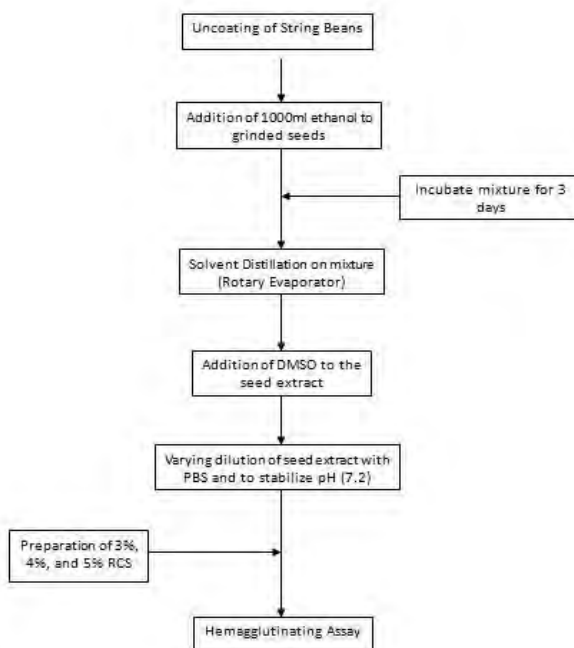 Uncoating of String Beans
Addition of 1000ml ethanol to
grinded seeds
Incubate mixture for 3
days
Solvent Distillation on mixture
(Rotary Evaporator)
Addition of DMSO to the
seed extract
Varying dilution of seed extract with
PBS and to stabilize pH (7.2)
Preparation of 3%,
4%, and 5% RCS
Hemagglutinating Assay